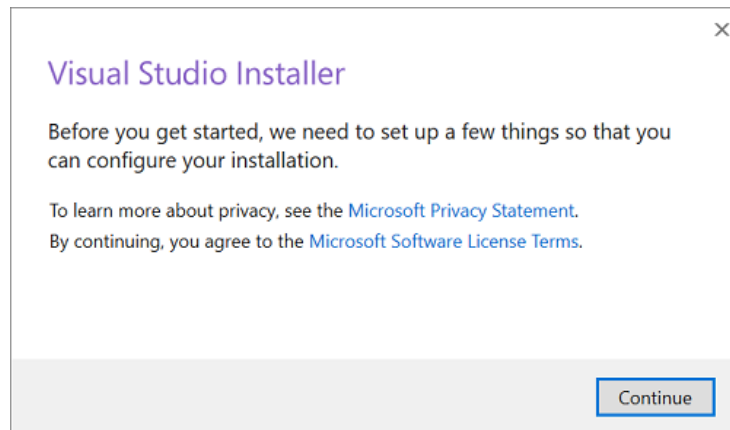 Visual Studio Installer
Before you get started, we need to set up a few things so that you
can configure your installation.
To learn more about privacy, see the Microsoft Privacy Statement.
By continuing, you agree to the Microsoft Software License Terms.
Continue